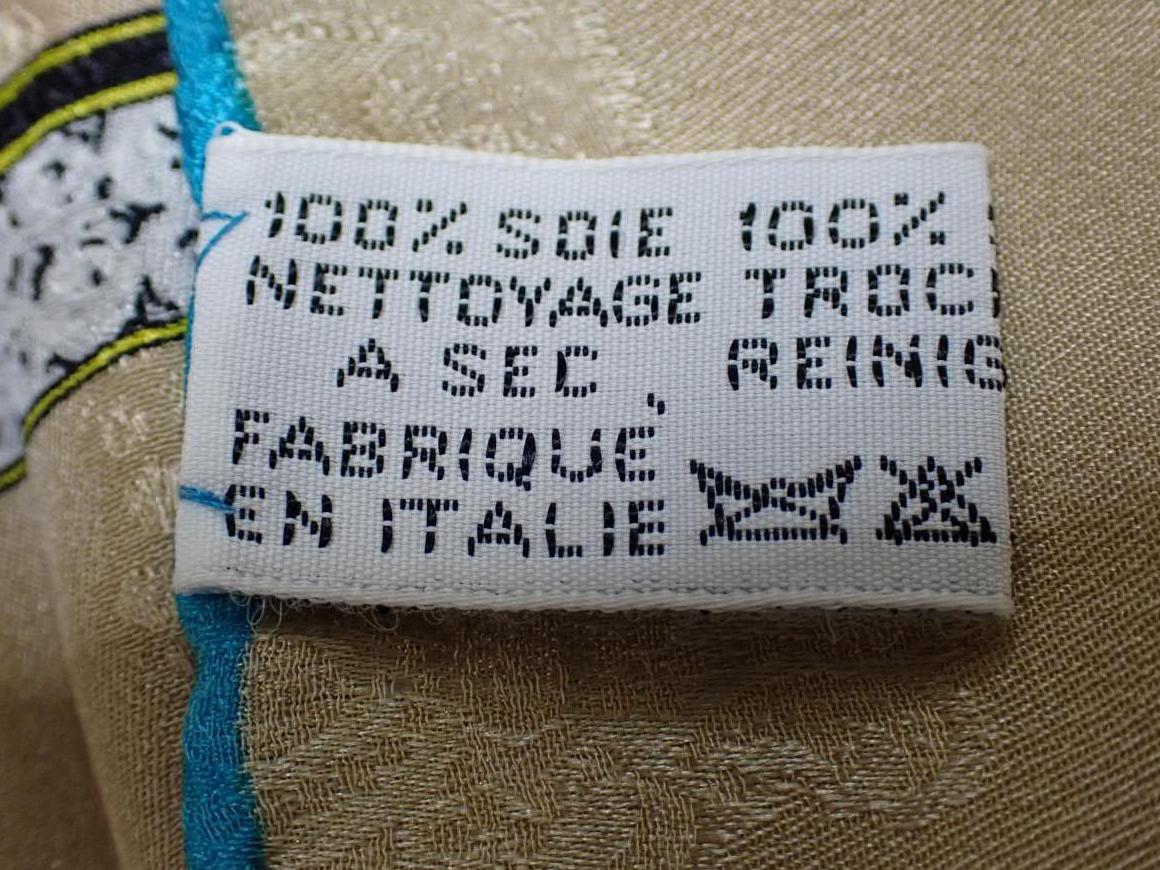 100% SOIE 100%
NETTOYAGE TROC
A SEC, REINIG
FABRIQUÉ
EN ITALIE